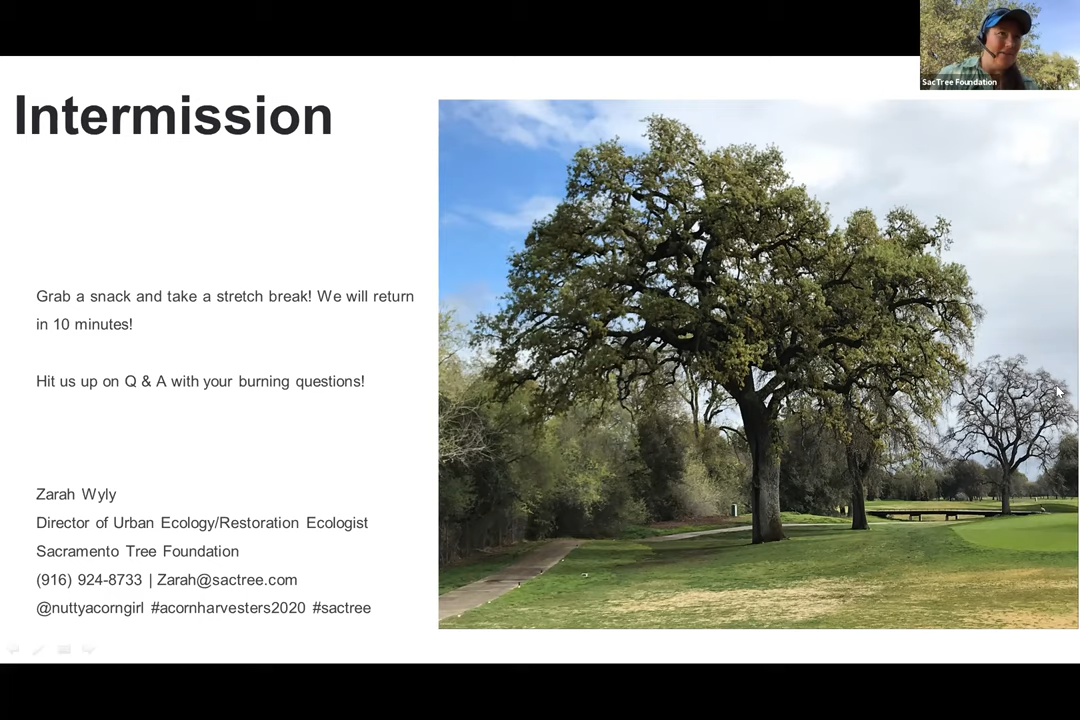 SacTree Foundation
Intermission
Grab a snack and take a stretch break! We will return
in 10 minutes!
Hit us up on Q & A with your burning questions!
Zarah Wyly
Director of Urban Ecology/Restoration Ecologist
Sacramento Tree Foundation
(916) 924-8733 | Zarah@sactree.com
@nuttyacorngirl #acornharvesters2020 #sactree